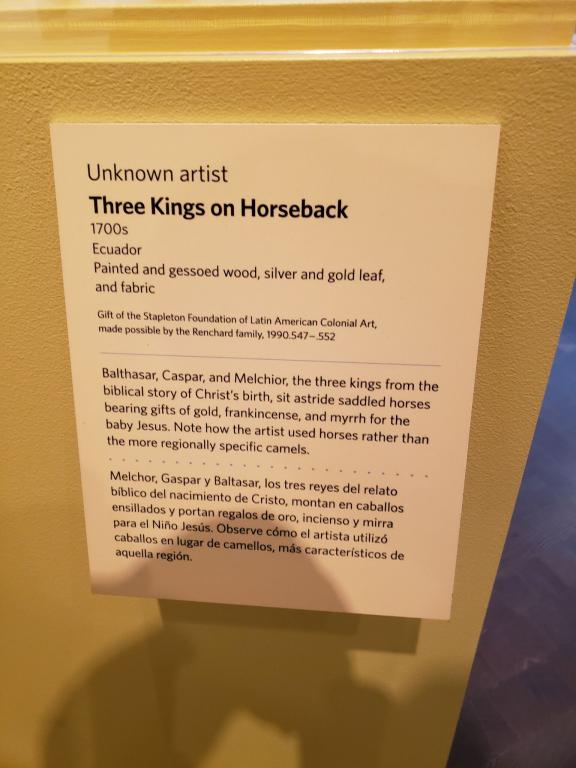 Unknown artist
Three Kings on Horseback
1700s
Ecuador
Painted and gessoed wood, silver and gold leaf,
and fabric
Gift of the Stapleton Foundation of Latin American Colonial Art,
made possible by the Renchard family, 1990.547–.552
Balthasar, Caspar, and Melchior, the three kings from the
biblical story of Christ's birth, sit astride saddled horses
bearing gifts of gold, frankincense, and myrrh for the
baby Jesus. Note how the artist used horses rather than
the more regionally specific camels.
Melchor, Gaspar y Baltasar, los tres reyes del relato
bíblico del nacimiento de Cristo, montan en caballos
ensillados y portan regalos de oro, incienso y mirra
para el Niño Jesús. Observe cómo el artista utilizó
caballos en lugar de camellos, más característicos de
aquella región.